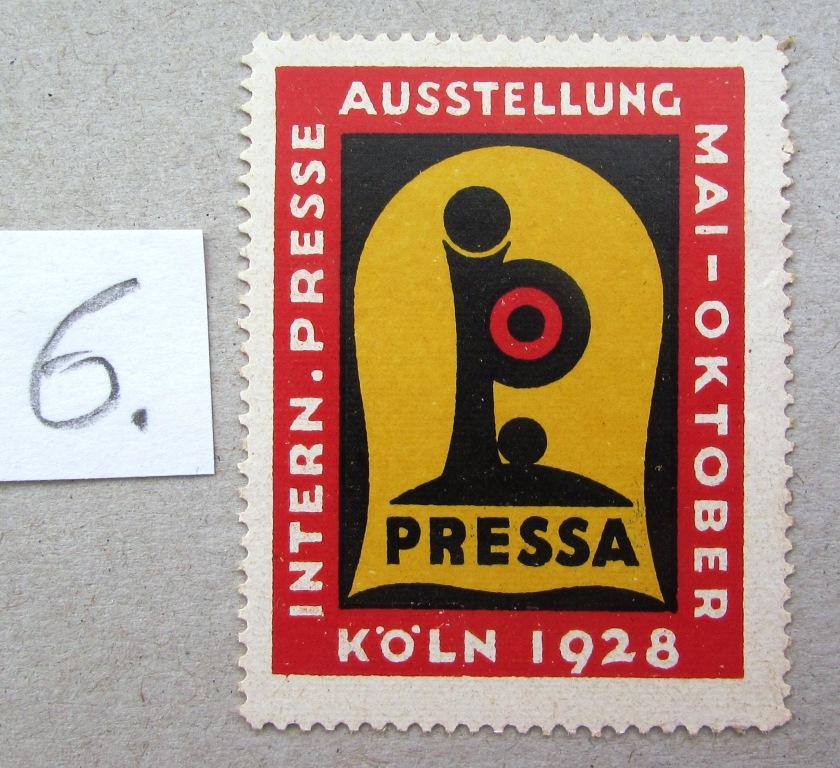 6.
INTERN. PRESSE
AUSSTELLUNG
MAI-OKTOBER
p.
PRESSA
KÖLN 1928